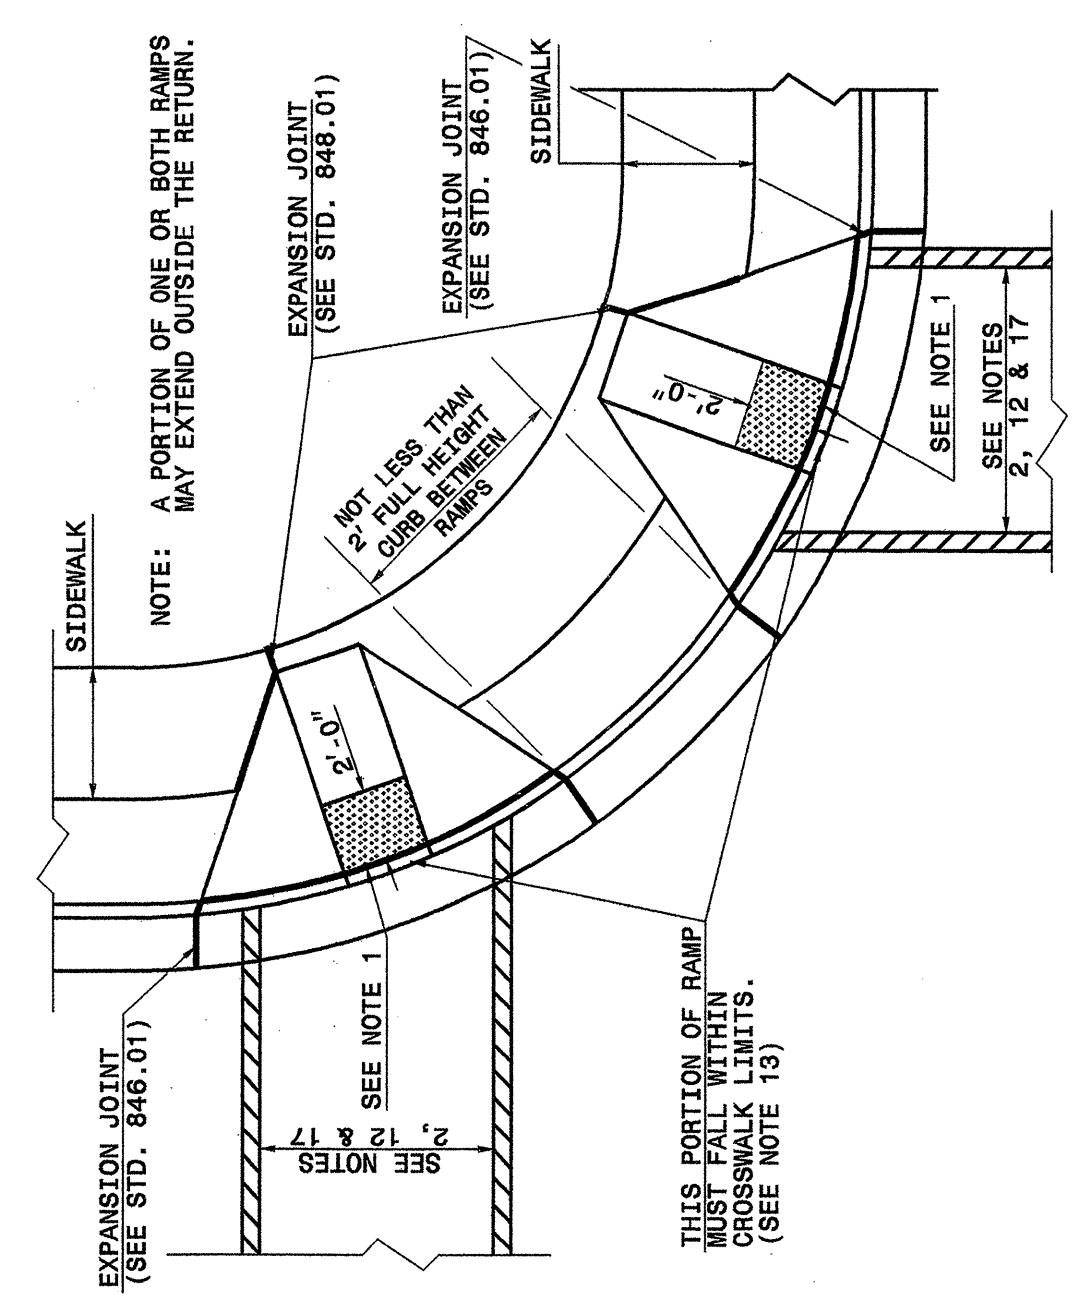 NOTE: A PORTION OF ONE OR BOTH RAMPS
MAY EXTEND OUTSIDE THE RETURN.
SIDEWALK
EXPANSION JOINT
(SEE STD. 848.01)
EXPANSION JOINT
(SEE STD. 846.01)
SIDEWALK
NOT LESS THAN
2' FULL HEIGHT
CURB BETWEEN
RAMPS
2'-0"
2'-0"
SEE NOTE 1
SEE NOTES
2, 12 & 17
EXPANSION JOINT
(SEE STD. 846.01)
SEE NOTE 1
SEE NOTES
2, 12 & 17
THIS PORTION OF RAMP
MUST FALL WITHIN
CROSSWALK LIMITS.
(SEE NOTE 13)